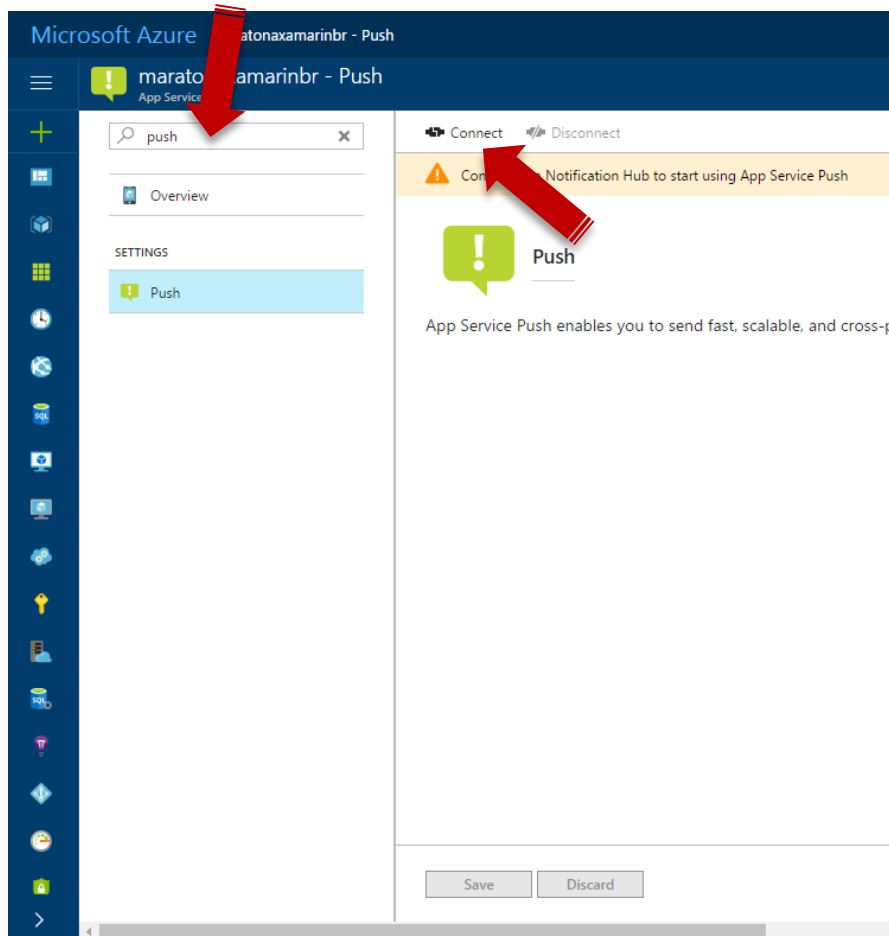 Microsoft Azure atonaxamarinbr - Push
marato amarinbr - Push
App Service
push
Connect Disconnect
Con Notification Hub to start using App Service Push
Overview
Push
SETTINGS
Push
App Service Push enables you to send fast, scalable, and cross-p
SQL
SQL
Save Discard